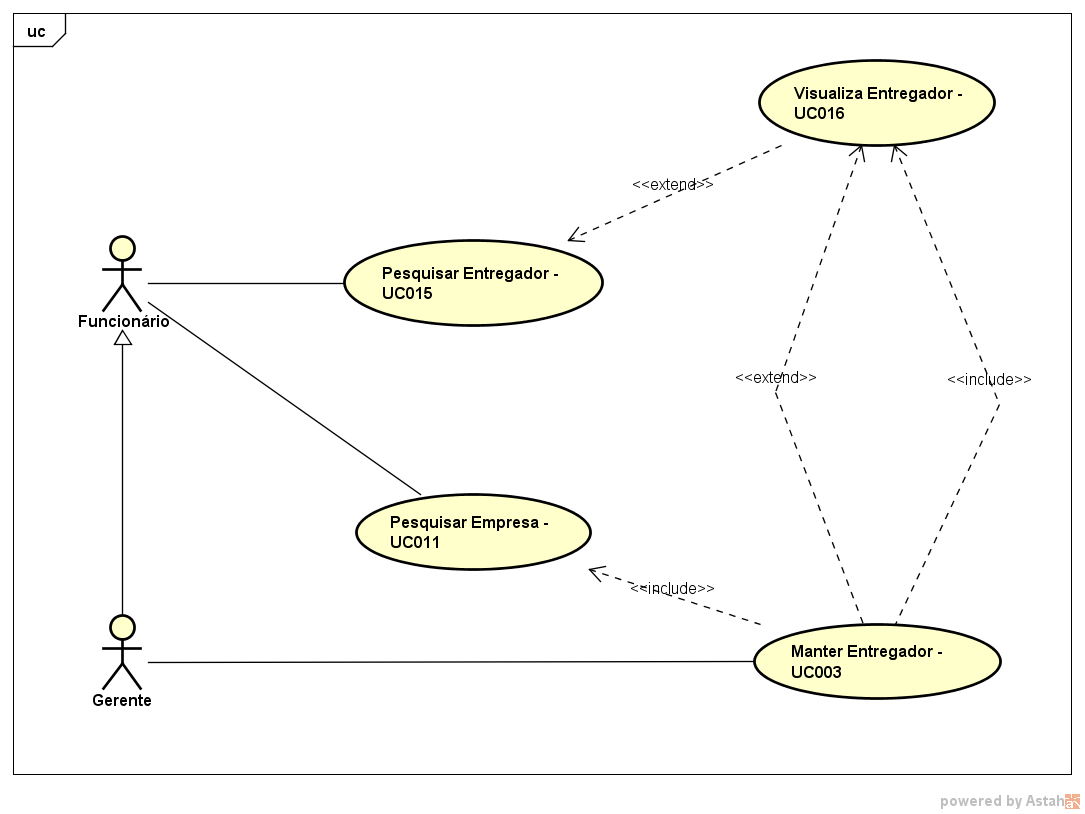 uc
Visualiza Entregador -
UC016
<<extend>>
Pesquisar Entregador -
UC015
Funcionário
<<extend>>
<<include>>
Pesquisar Empresa -
UC011
<<include>>
Manter Entregador -
UC003
Gerente
powered by Astah